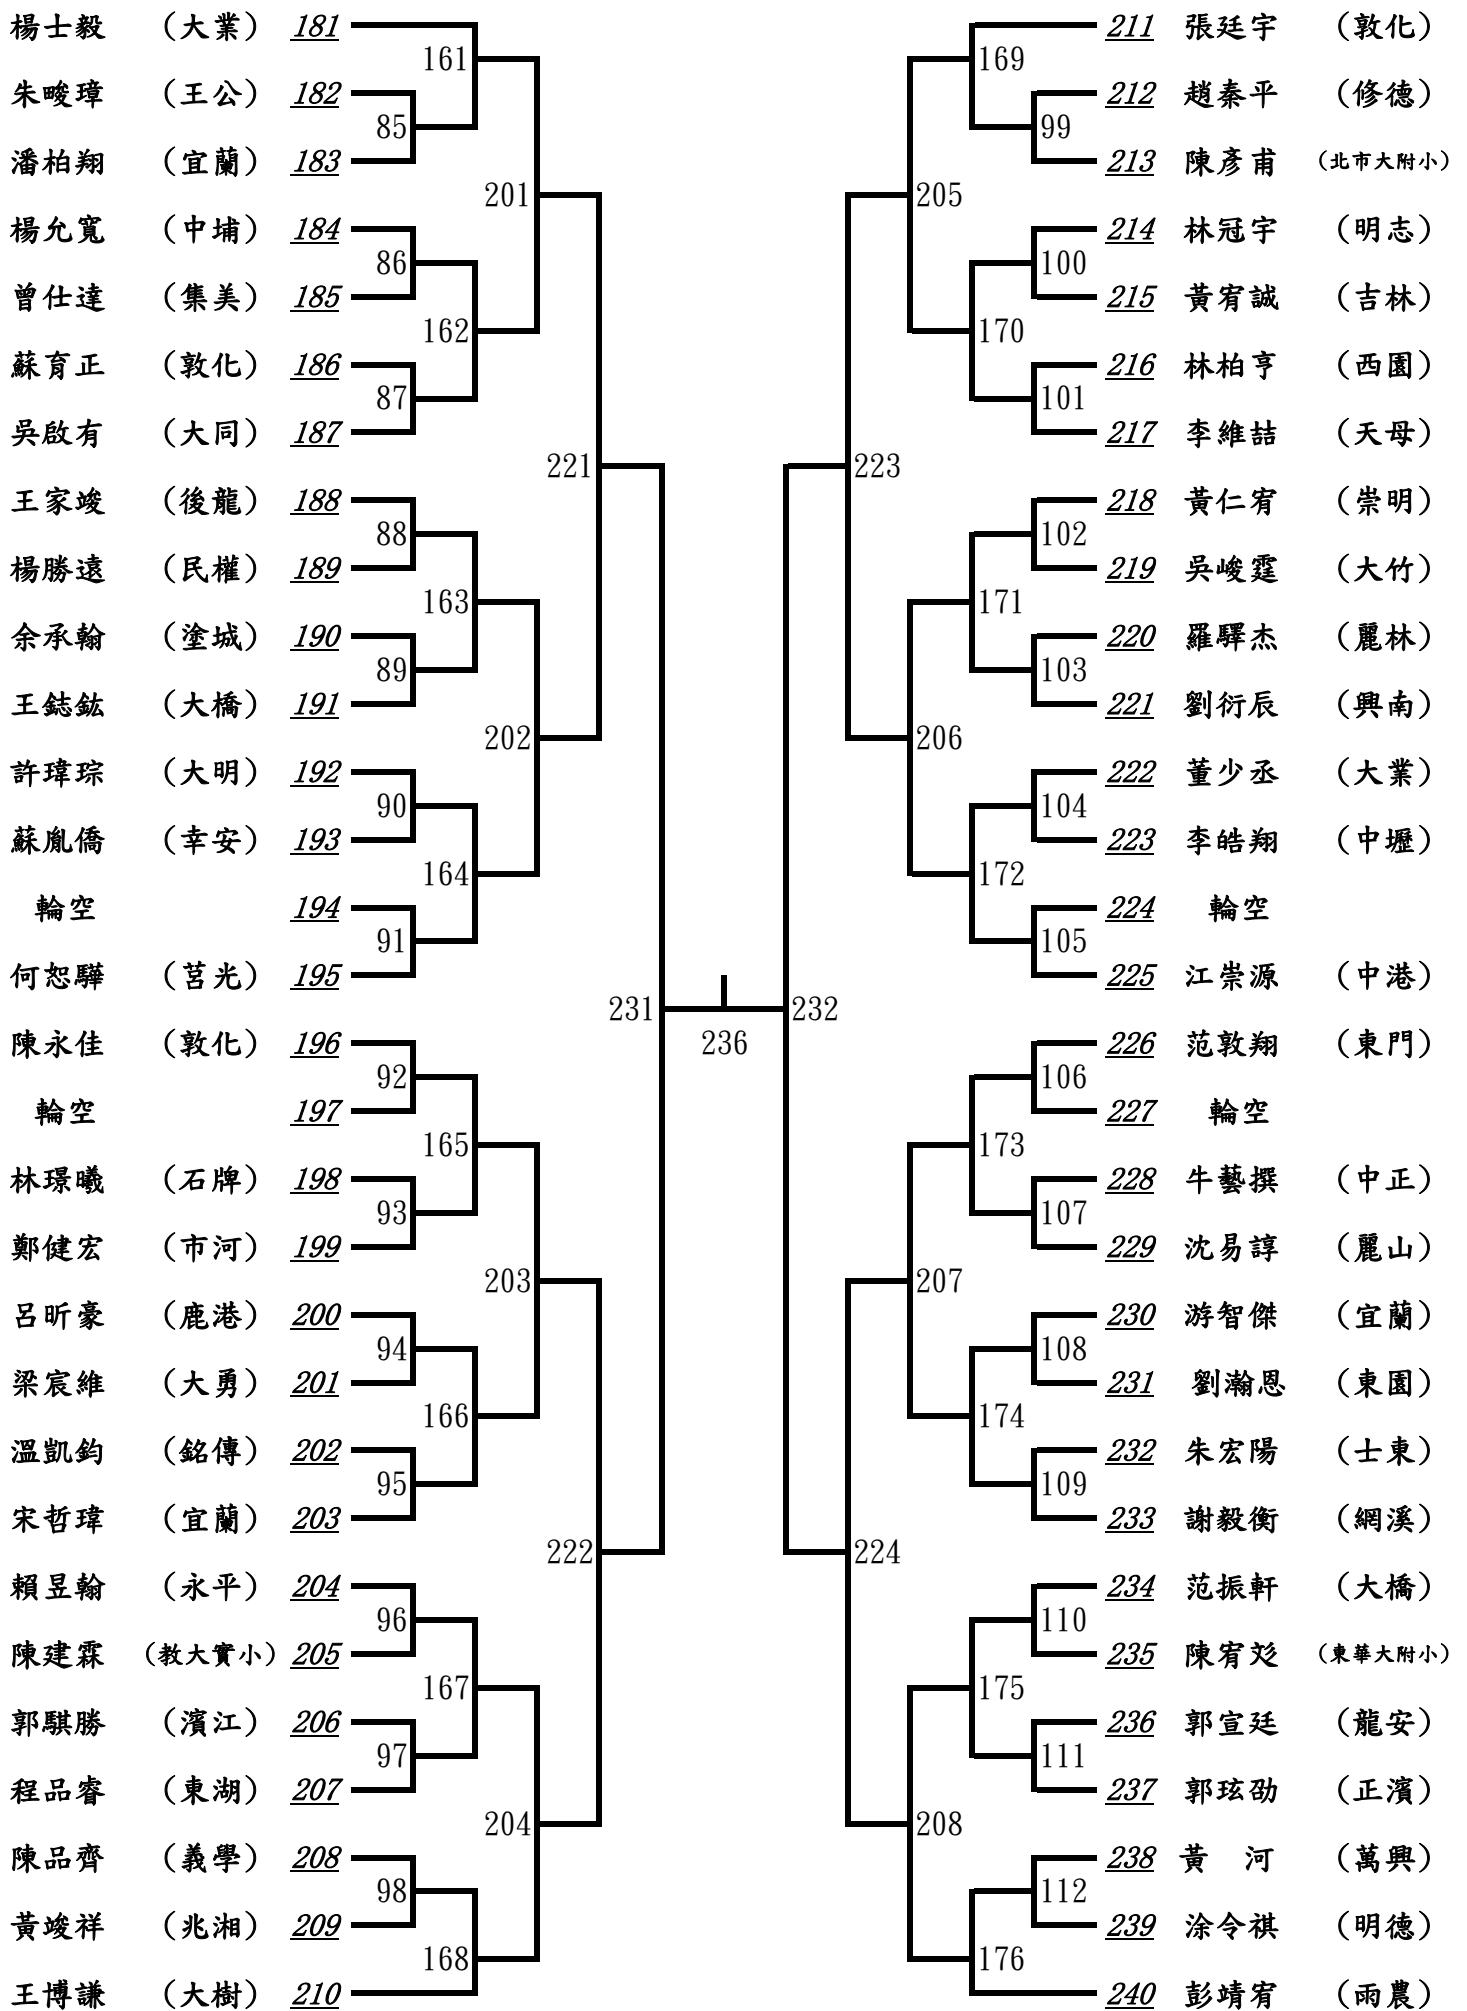 楊士毅 （大業） 181 211 張廷宇 （敦化）
161 169
朱畯璋 （王公） 182 212 趙秦平 （修德）
85 99
潘柏翔 （宜蘭） 183 213 陳彥甫 （北市大附小）
201 205
楊允寬 （中埔） 184 214 林冠宇 （明志）
86 100
曾仕達 （集美） 185 215 黃宥誠 （吉林）
162 170
蘇育正 （敦化） 186 216 林柏亨 （西園）
87 101
吳啟有 （大同） 187 217 李維喆 （天母）
221 223
王家竣 （後龍） 188 218 黃仁宥 （崇明）
88 102
楊勝遠 （民權） 189 219 吳峻霆 （大竹）
163 171
余承翰 （塗城） 190 220 羅驛杰 （麗林）
89 103
王鋕鈜 （大橋） 191 221 劉衍辰 （興南）
202 206
許瑋琮 （大明） 192 222 董少丞 （大業）
90 104
蘇胤僑 （幸安） 193 223 李皓翔 （中壢）
164 172
輪空 194 224 輪空
91 105
何恕驊 （莒光） 195 225 江崇源 （中港）
231 232
陳永佳 （敦化） 196 236 226 范敦翔 （東門）
92 106
輪空 197 227 輪空
165 173
林璟曦 （石牌） 198 228 牛藝撰 （中正）
93 107
鄭健宏 （市河） 199 229 沈易諄 （麗山）
203 207
呂昕豪 （鹿港） 200 230 游智傑 （宜蘭）
94 108
梁宸維 （大勇） 201 231 劉瀚恩 （東園）
166 174
溫凱鈞 （銘傳） 202 232 朱宏陽 （士東）
95 109
宋哲瑋 （宜蘭） 203 233 謝毅衡 （網溪）
222 224
賴昱翰 （永平） 204 234 范振軒 （大橋）
96 110
陳建霖 （教大實小） 205 235 陳宥彣 （東華大附小）
167 175
郭騏勝 （濱江） 206 236 郭宣廷 （龍安）
97 111
程品睿 （東湖） 207 237 郭玹劭 （正濱）
204 208
陳品齊 （義學） 208 238 黃　河 （萬興）
98 112
黃竣祥 （兆湘） 209 239 涂令祺 （明德）
168 176
王博謙 （大樹） 210 240 彭靖宥 （雨農）